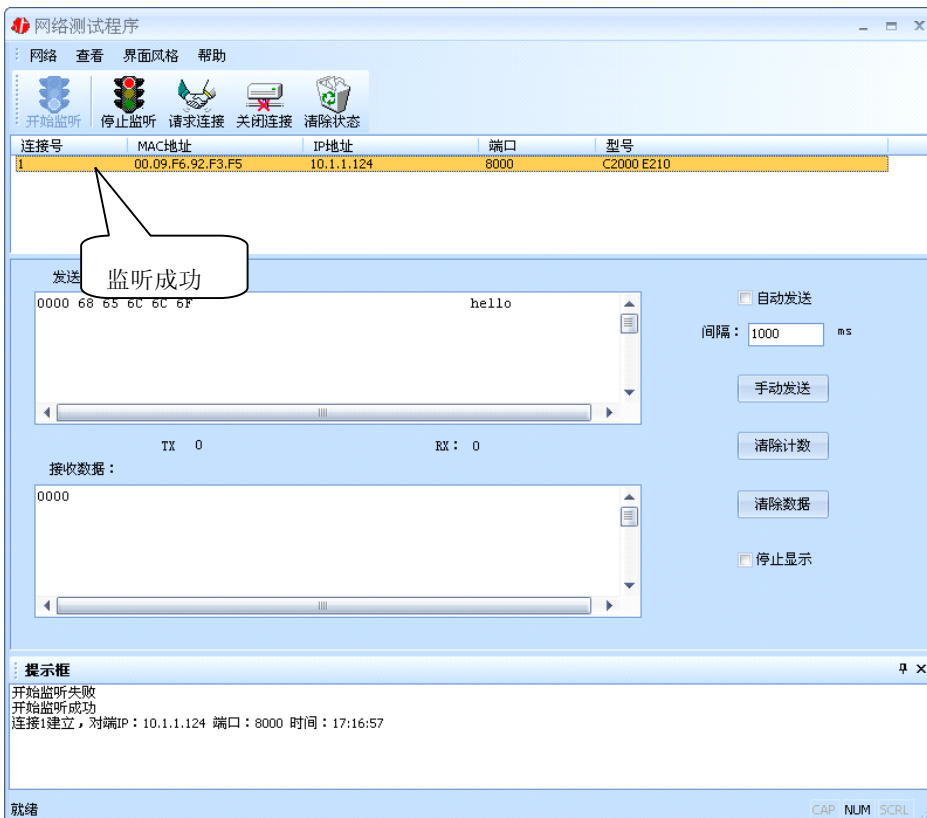 网络测试程序
网络 查看 界面风格 帮助
开始监听 停止监听 请求连接 关闭连接 清除状态
连接号 MAC地址 IP地址 端口 型号
1 00.09.F6.92.F3.F5 10.1.1.124 8000 C2000 E210
监听成功
发送
0000 68 65 6C 6C 6F hello
自动发送
间隔： 1000 ms
手动发送
TX 0 RX： 0
清除计数
接收数据：
0000
清除数据
停止显示
提示框
开始监听失败
开始监听成功
连接1建立，对端IP：10.1.1.124 端口：8000 时间：17:16:57
就绪
CAP NUM SCRL